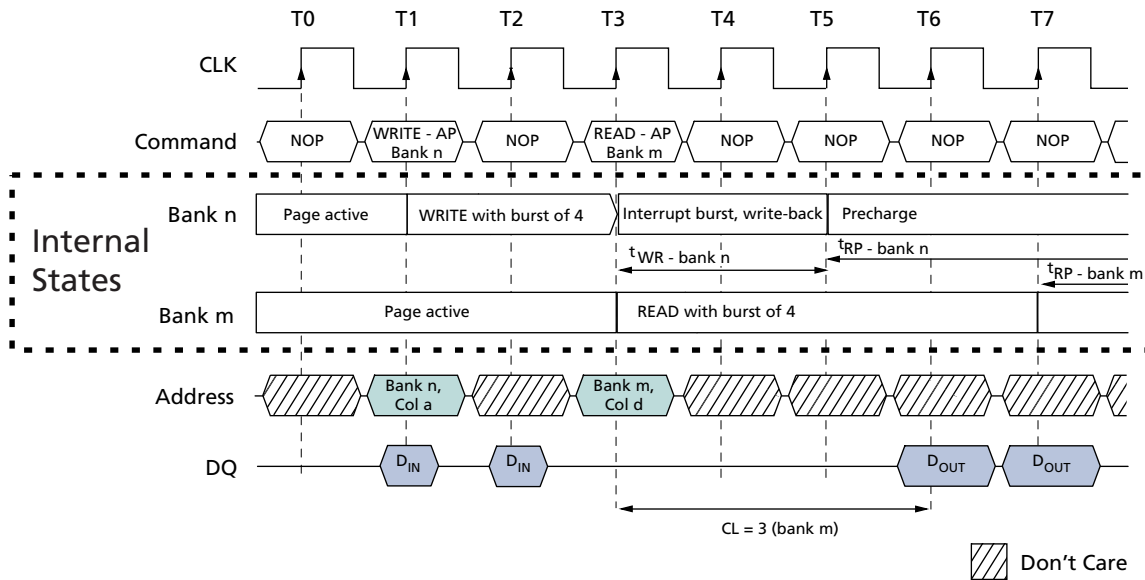 T0 T1 T2 T3 T4 T5 T6 T7
CLK
Command NOP WRITE - AP Bank n NOP READ - AP Bank m NOP NOP NOP NOP
Internal States
Bank n Page active WRITE with burst of 4 Interrupt burst, write-back Precharge
tWR - bank n tRP - bank n
tRP - bank m
Bank m Page active READ with burst of 4
Address Bank n, Col a Bank m, Col d
DQ DIN DIN DOUT DOUT
CL = 3 (bank m)
Don't Care